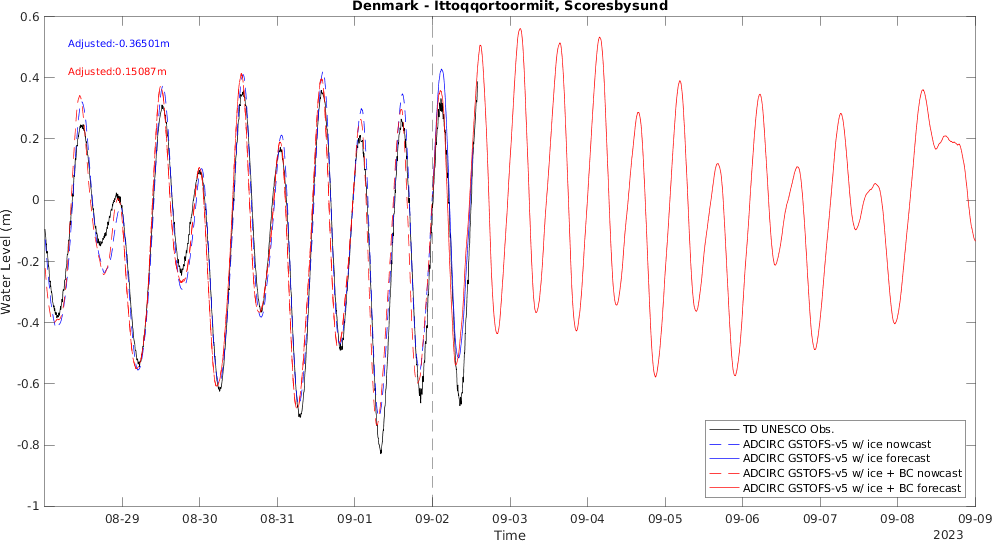 Denmark - Ittoqqortoormiit, Scoresbysund
Adjusted:-0.36501m
Adjusted:0.15087m
Water Level (m)
0.6
0.4
0.2
0
-0.2
-0.4
-0.6
-0.8
-1
TD UNESCO Obs.
ADCIRC GSTOFS-v5 w/ ice nowcast
ADCIRC GSTOFS-v5 w/ ice forecast
ADCIRC GSTOFS-v5 w/ ice + BC nowcast
ADCIRC GSTOFS-v5 w/ ice + BC forecast
08-29 08-30 08-31 09-01 09-02 09-03 09-04 09-05 09-06 09-07 09-08 09-09
Time
2023